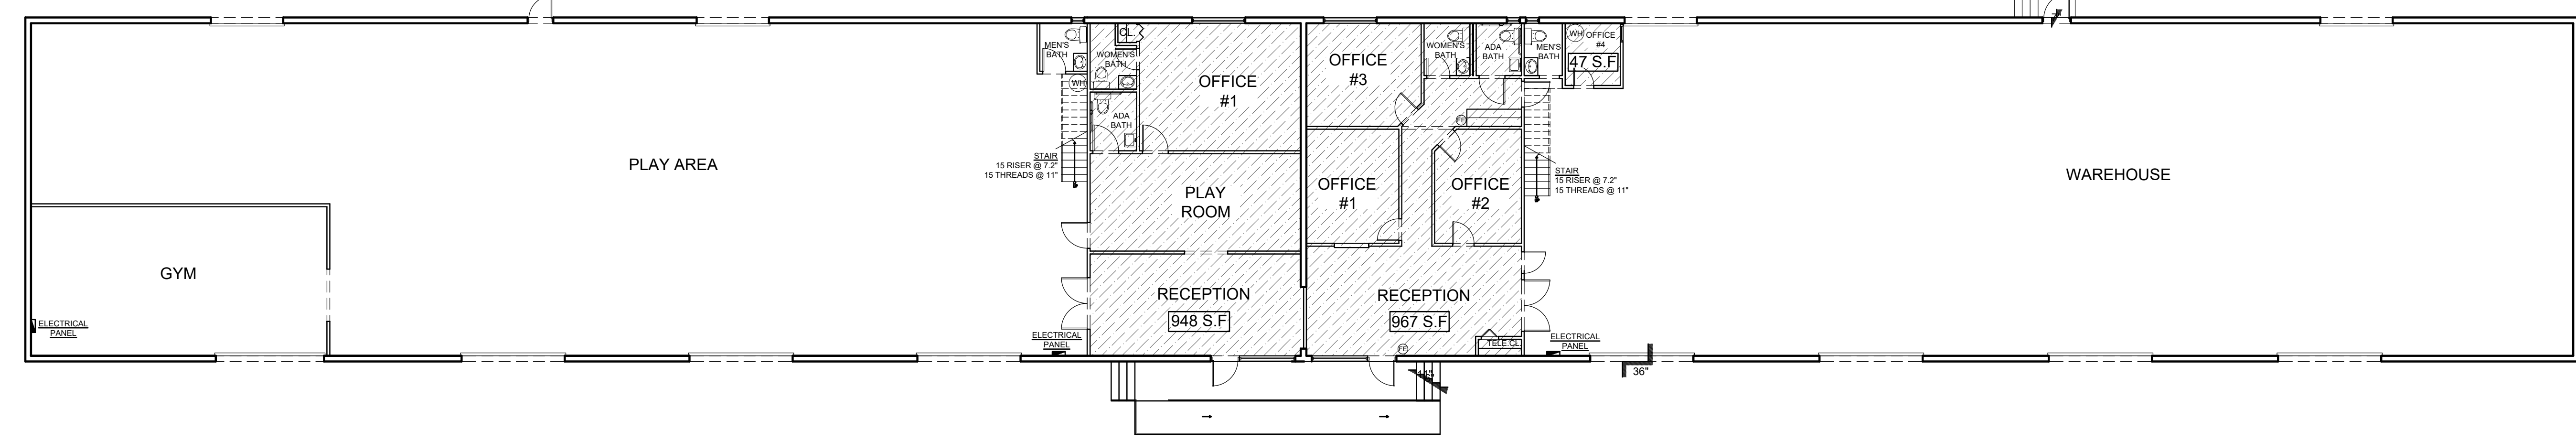 MEN'S
BATH
CL.
WOMEN'S
BATH
WH
ADA
BATH
OFFICE
#1
STAIR
15 RISER @ 7.2"
15 THREADS @ 11"
PLAY AREA
PLAY
ROOM
GYM
ELECTRICAL
PANEL
RECEPTION
948 S.F
ELECTRICAL
PANEL
OFFICE
#3
WOMEN'S
BATH
ADA
BATH
MEN'S
BATH
WH
OFFICE
#4
47 S.F
FE
OFFICE
#1
OFFICE
#2
STAIR
15 RISER @ 7.2"
15 THREADS @ 11"
WAREHOUSE
RECEPTION
967 S.F
FE
TELE.CL
ELECTRICAL
PANEL
36"